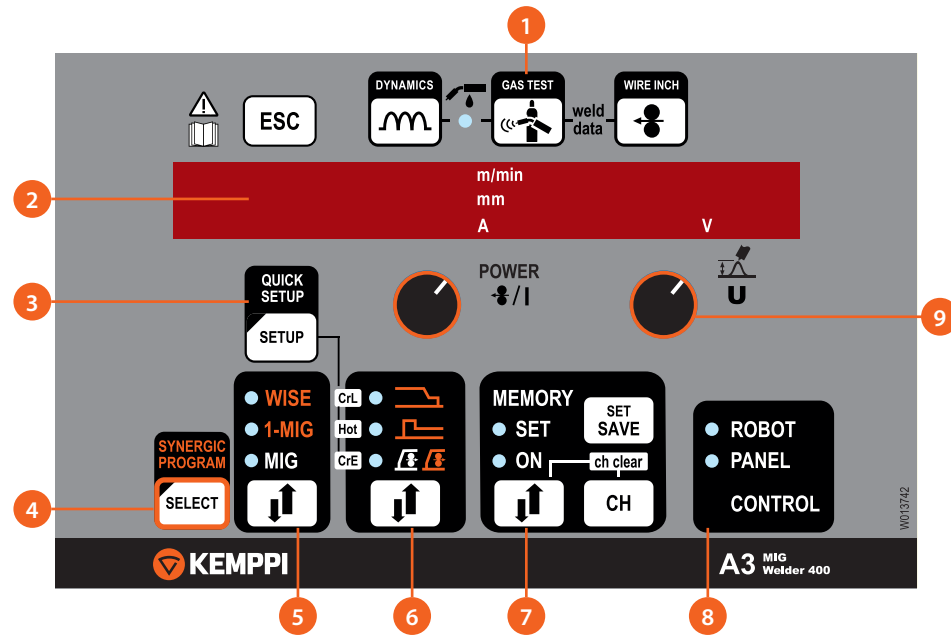 1
DYNAMICS
GAS TEST
WIRE INCH
ESC
weld
data
2
m/min
mm
A
V
3
QUICK
SETUP
SETUP
POWER
/ I
U
9
WISE
1-MIG
MIG
CrL
Hot
CrE
MEMORY
SET
ON
SET
SAVE
ch clear
CH
ROBOT
PANEL
CONTROL
SYNERGIC
PROGRAM
4
SELECT
W013742
KEMPPI
A3 MIG
Welder 400
5
6
7
8